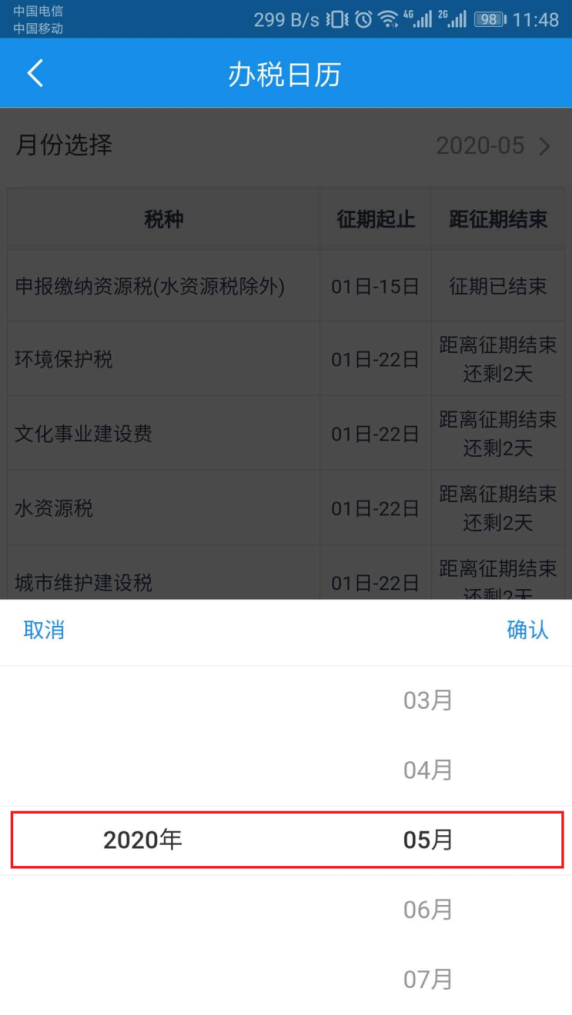 中国电信
中国移动
299 B/s 4G 2G 98 11:48
办税日历
月份选择 2020-05
税种 征期起止 距征期结束
申报缴纳资源税(水资源税除外) 01日-15日 征期已结束
环境保护税 01日-22日 距离征期结束
还剩2天
文化事业建设费 01日-22日 距离征期结束
还剩2天
水资源税 01日-22日 距离征期结束
还剩2天
城市维护建设税 01日-22日 距离征期结束
还剩2天
取消 确认
03月
04月
2020年 05月
06月
07月